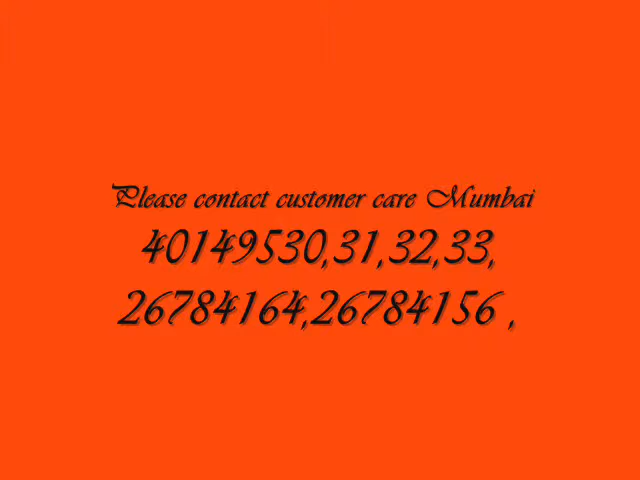 Please contact customer care Mumbai
40149530,31,32,33,
26784164,26784156 ,